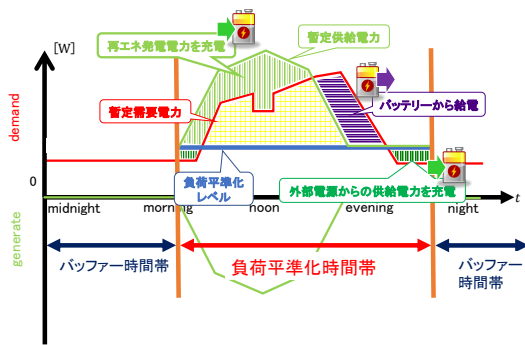 [W]
再エネ発電電力を充電
暫定供給電力
demand
暫定需要電力
バッテリーから給電
0
負荷平準化
レベル
外部電源からの供給電力を充電
t
midnight
morning
noon
evening
night
generate
バッファー時間帯
負荷平準化時間帯
バッファー
時間帯